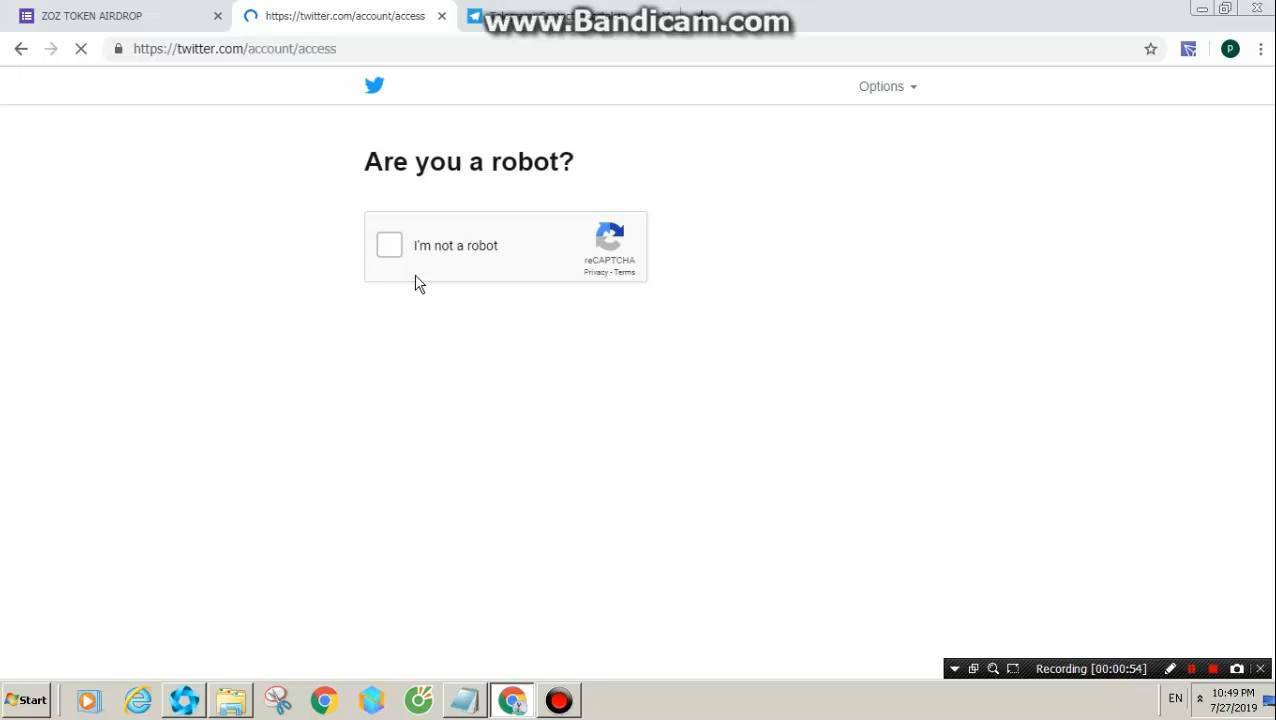 ZOZ TOKEN AIRDROP
https://twitter.com/account/access
www.Bandicam.com
https://twitter.com/account/access
P
Options
Are you a robot?
I'm not a robot
reCAPTCHA
Privacy - Terms
Recording [00:00:54]
Start
EN
10:49 PM
7/27/2019